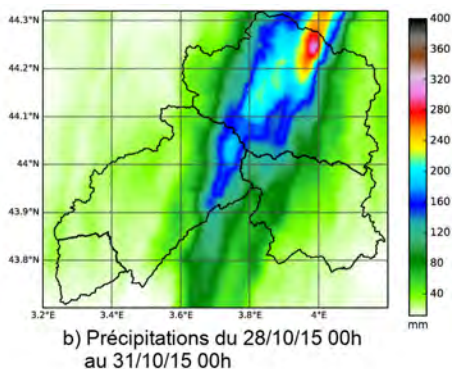 44.3°N
44.2°N
44.1°N
44°N
43.9°N
43.8°N
3.2°E 3.4°E 3.6°E 3.8°E 4°E
400
360
320
280
240
200
160
120
80
40
mm
b) Précipitations du 28/10/15 00h
au 31/10/15 00h